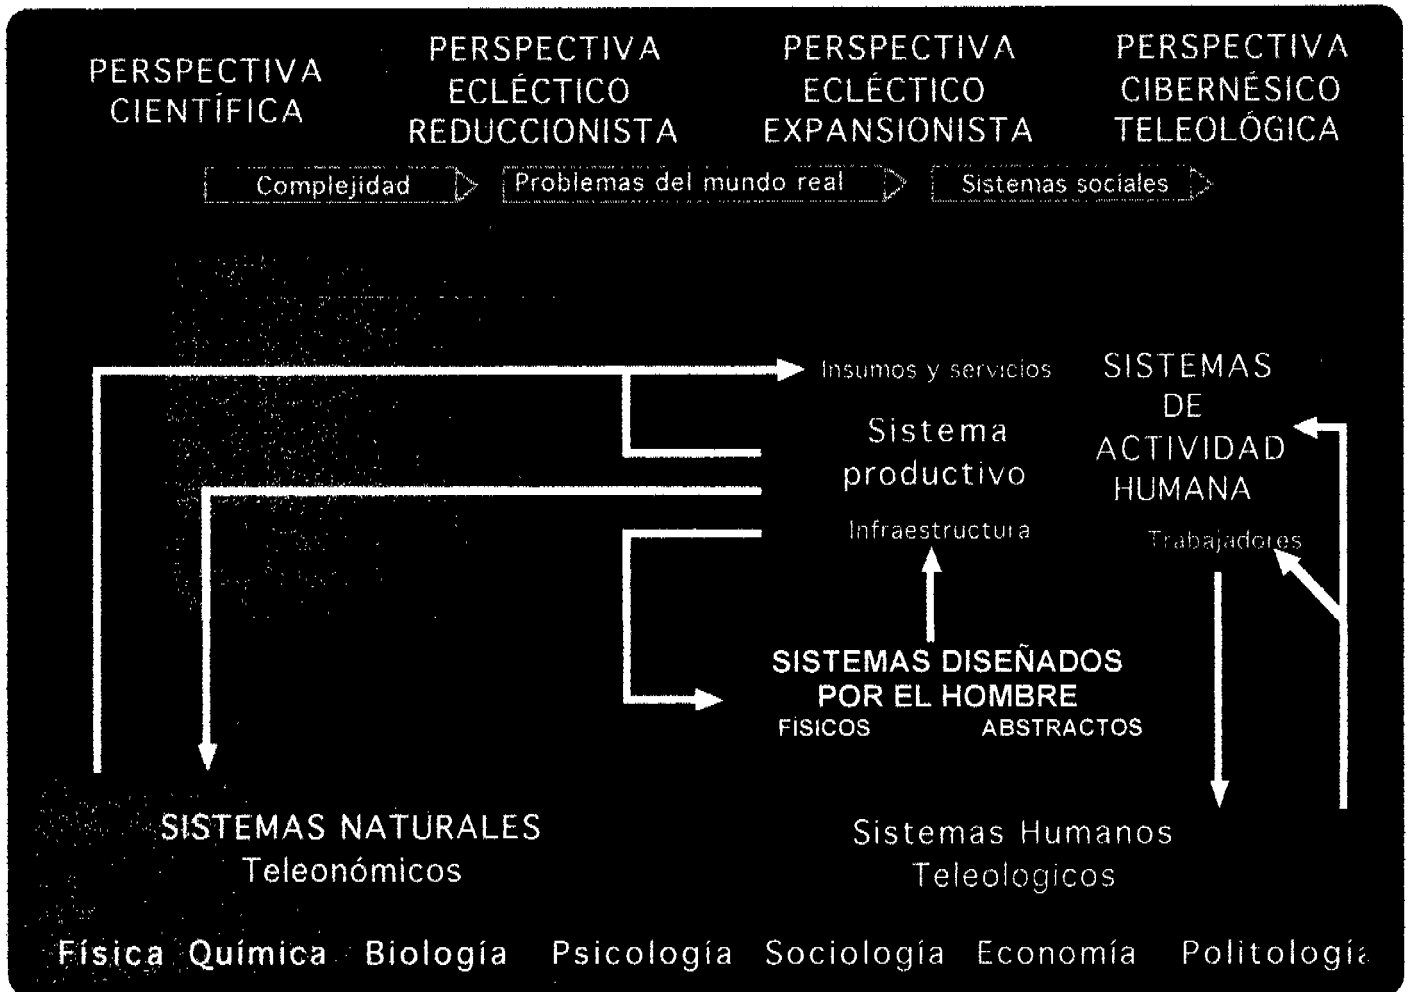 PERSPECTIVA
CIENTÍFICA
PERSPECTIVA
ECLÉCTICO
REDUCCIONISTA
PERSPECTIVA
ECLÉCTICO
EXPANSIONISTA
PERSPECTIVA
CIBERNÉSICO
TELEOLÓGICA
Complejidad
Problemas del mundo real
Sistemas sociales
Insumos y servicios
Sistema
productivo
Infraestructura
SISTEMAS
DE
ACTIVIDAD
HUMANA
Trabajadores
SISTEMAS DISEÑADOS
POR EL HOMBRE
FÍSICOS ABSTRACTOS
SISTEMAS NATURALES
Teleonómicos
Sistemas Humanos
Teleologicos
Física Química Biología Psicología Sociología Economía Politología